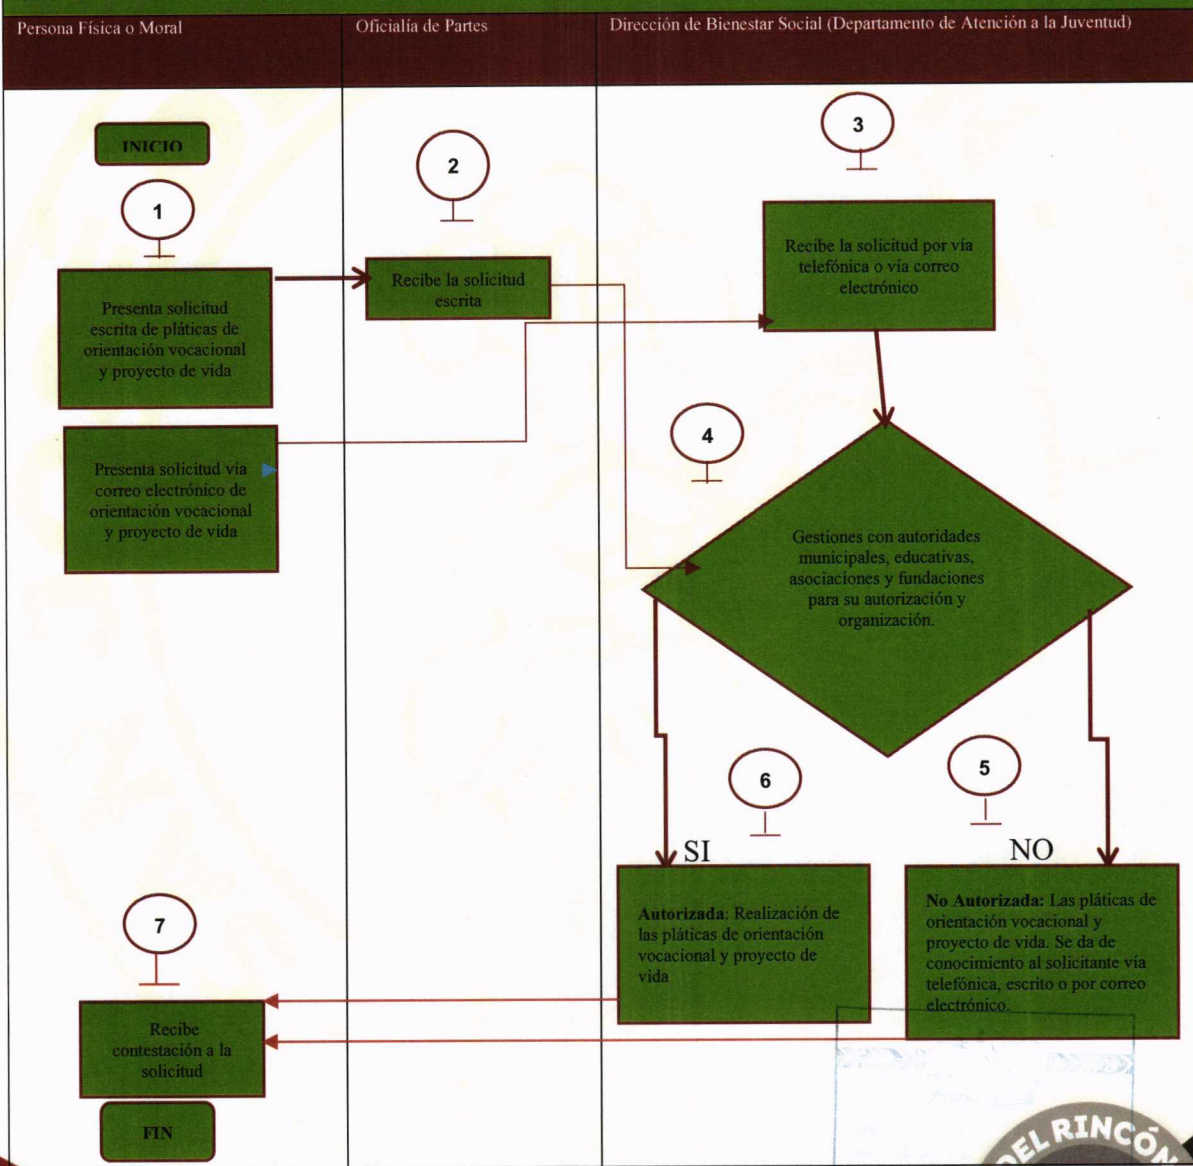 Persona Física o Moral
Oficialía de Partes
Dirección de Bienestar Social (Departamento de Atención a la Juventud)
INICIO
1
2
3
Presenta solicitud
escrita de pláticas de
orientación vocacional
y proyecto de vida
Recibe la solicitud
escrita
Recibe la solicitud por vía
telefónica o vía correo
electrónico
Presenta solicitud vía
correo electrónico de
orientación vocacional
y proyecto de vida
4
Gestiones con autoridades
municipales, educativas,
asociaciones y fundaciones
para su autorización y
organización.
6
5
SI
NO
Autorizada: Realización de
las pláticas de orientación
vocacional y proyecto de
vida
No Autorizada: Las pláticas de
orientación vocacional y
proyecto de vida. Se da de
conocimiento al solicitante vía
telefónica, escrito o por correo
electrónico.
7
Recibe
contestación a la
solicitud
FIN
DEL RINCÓN